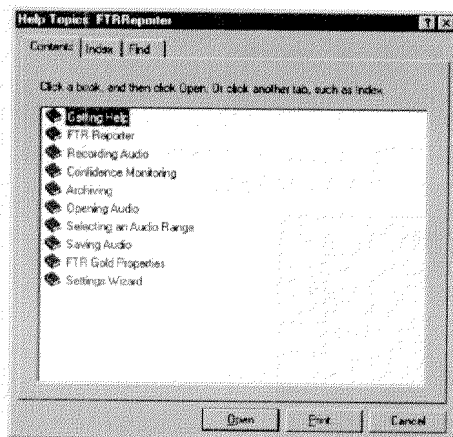 Help Topics: FTRReporter
Contents Index Find
Click a book, and then click Open. Or click another tab, such as Index.
Getting Help
FTR Reporter
Recording Audio
Confidence Monitoring
Archiving
Opening Audio
Selecting an Audio Range
Saving Audio
FTR Gold Properties
Settings Wizard
Open Print Cancel